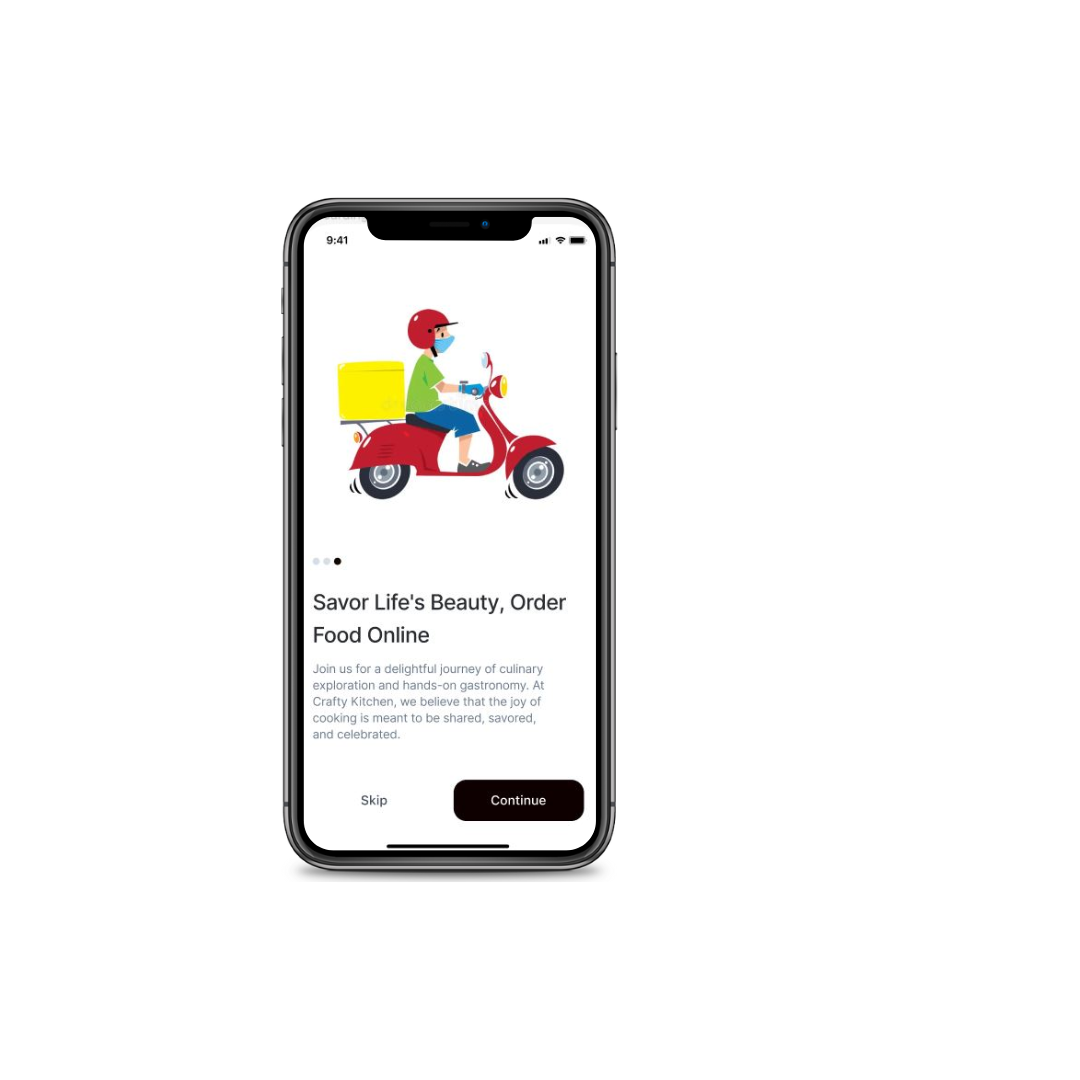 9:41
Savor Life's Beauty, Order
Food Online
Join us for a delightful journey of culinary
exploration and hands-on gastronomy. At
Crafty Kitchen, we believe that the joy of
cooking is meant to be shared, savored,
and celebrated.
Skip
Continue